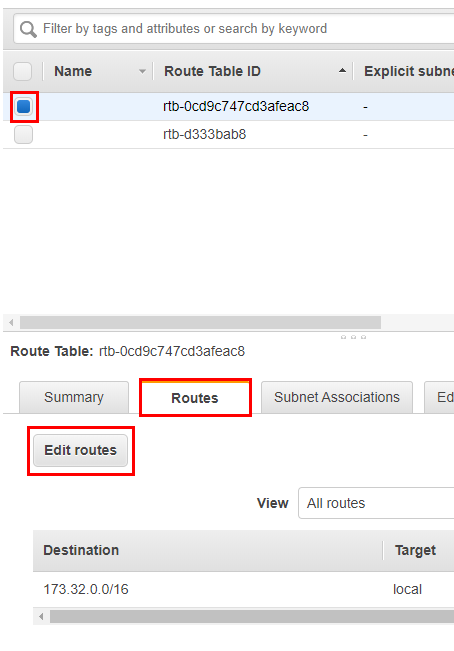 Filter by tags and attributes or search by keyword
Name Route Table ID Explicit subne
rtb-0cd9c747cd3afeac8 -
rtb-d333bab8 -
Route Table: rtb-0cd9c747cd3afeac8
Summary Routes Subnet Associations Ed
Edit routes
View All routes
Destination Target
173.32.0.0/16 local